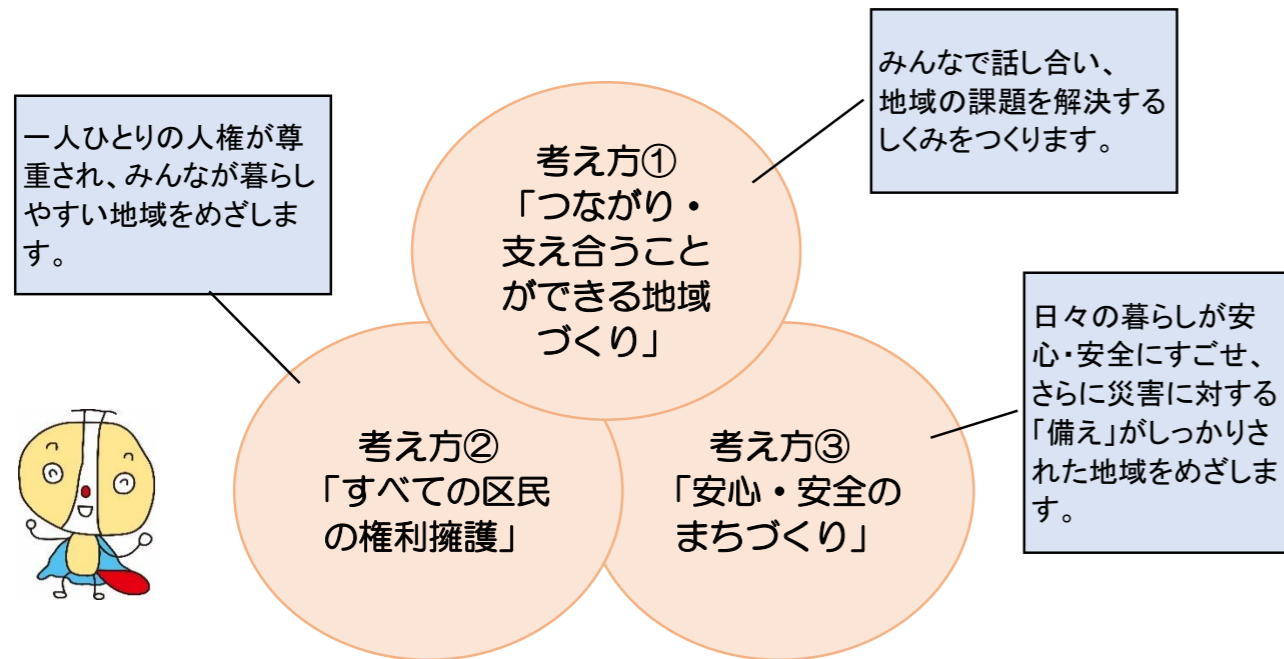 みんなで話し合い、
地域の課題を解決する
しくみをつくります。
一人ひとりの人権が尊
重され、みんなが暮らし
やすい地域をめざしま
す。
考え方①
「つながり・
支え合うこと
ができる地域
づくり」
日々の暮らしが安
心・安全にすごせ、
さらに災害に対する
「備え」がしっかりさ
れた地域をめざしま
す。
考え方②
「すべての区民
の権利擁護」
考え方③
「安心・安全の
まちづくり」